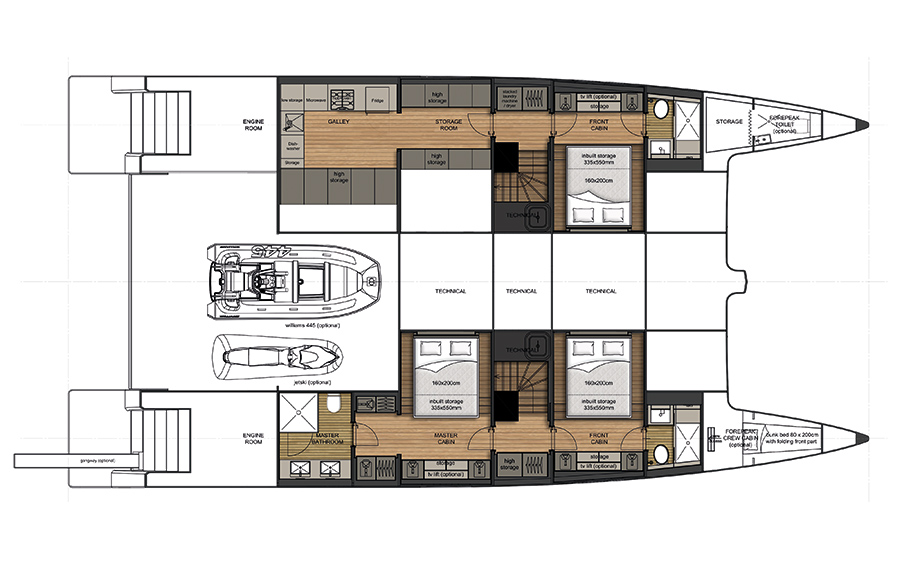 ENGINE
ROOM
low storage
Microwave
Fridge
GALLEY
Dish-
washer
Storage
high
storage
high
storage
STORAGE
ROOM
high
storage
stacked
laundry
machine
/ dryer
tv lift (optional)
storage
FRONT
CABIN
inbuilt storage
335x550mm
160x200cm
TECHNICAL
STORAGE
FOREPEAK
TOILET
(optional)
445
williams 445 (optional)
jetski (optional)
TECHNICAL
TECHNICAL
TECHNICAL
TECHNICAL
160x200cm
inbuilt storage
335x550mm
160x200cm
inbuilt storage
335x550mm
ENGINE
ROOM
gangway (optional)
MASTER
BATHROOM
MASTER
CABIN
storage
tv lift (optional)
high
storage
FRONT
CABIN
storage
tv lift (optional)
FOREPEAK
CREW CABIN
(optional)
bunk bed 80 x 200cm
with folding front part